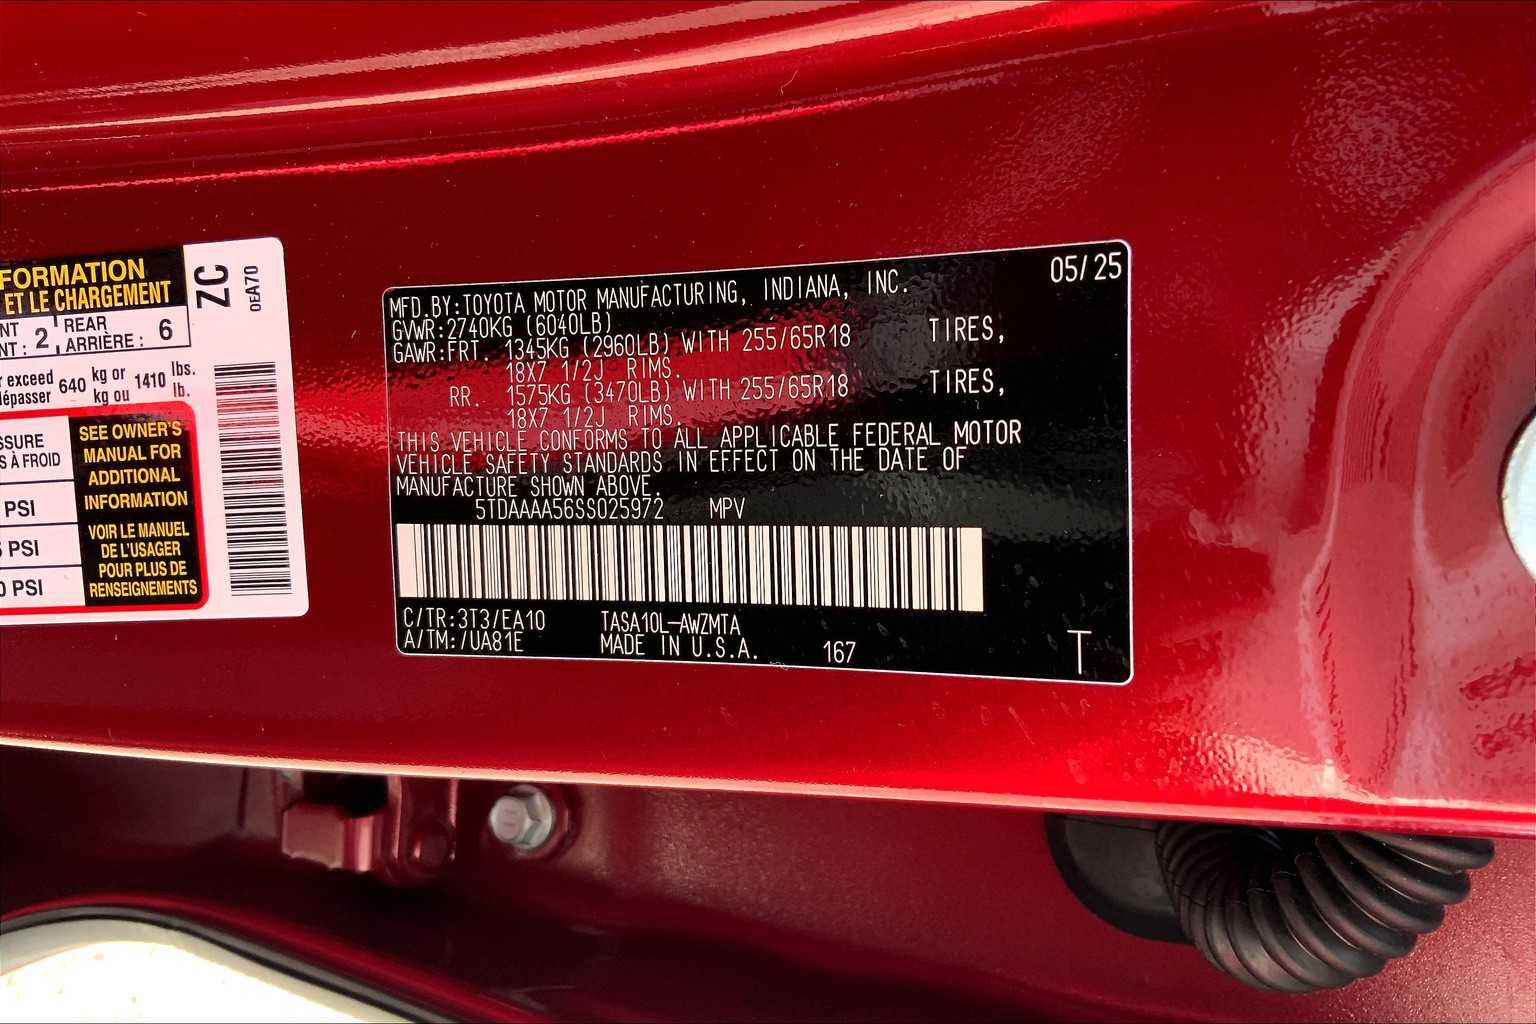 FORMATION
ET LE CHARGEMENT
NT : 2
REAR
ARRIÈRE : 6
exceed
dépasser 640 kg or
kg ou 1410 lbs.
lb.
PSI
PSI
0 PSI
SEE OWNER'S
MANUAL FOR
ADDITIONAL
INFORMATION
VOIR LE MANUEL
DE L'USAGER
POUR PLUS DE
RENSEIGNEMENTS
ZC
0EA70
MFD.BY:TOYOTA MOTOR MANUFACTURING, INDIANA, INC. 05/25
GVWR:2740KG (6040LB)
GAWR:FRT. 1345KG (2960LB) WITH 255/65R18 TIRES,
18X7 1/2J RIMS.
RR. 1575KG (3470LB) WITH 255/65R18 TIRES,
18X7 1/2J RIMS.
THIS VEHICLE CONFORMS TO ALL APPLICABLE FEDERAL MOTOR
VEHICLE SAFETY STANDARDS IN EFFECT ON THE DATE OF
MANUFACTURE SHOWN ABOVE.
5TDAAAA56SS025972 MPV
C/TR:3T3/EA10 TASA10L-AWZMTA
A/TM:/UA81E MADE IN U.S.A. 167 T